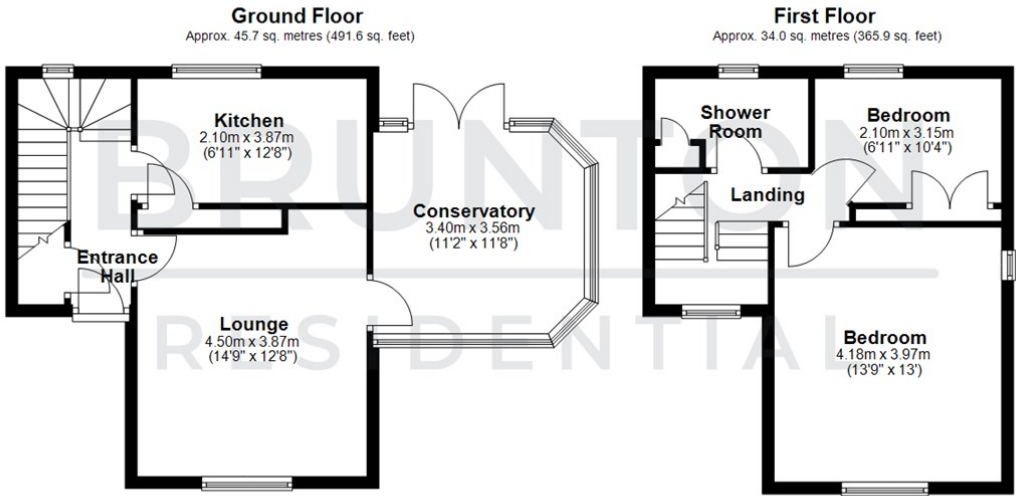 Ground Floor
Approx. 45.7 sq. metres (491.6 sq. feet)
Kitchen
2.10m x 3.87m
(6'11" x 12'8")
Conservatory
3.40m x 3.56m
(11'2" x 11'8")
Entrance
Hall
Lounge
4.50m x 3.87m
(14'9" x 12'8")
First Floor
Approx. 34.0 sq. metres (365.9 sq. feet)
Shower
Room
Bedroom
2.10m x 3.15m
(6'11" x 10'4")
Landing
Bedroom
4.18m x 3.97m
(13'9" x 13')
BRUNTON
RESIDENTIAL